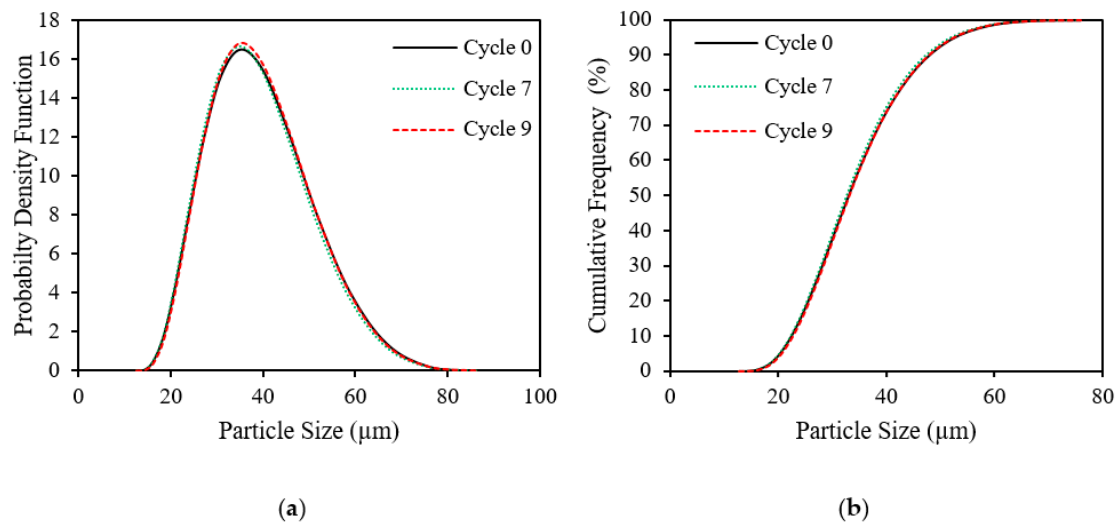 18
16
14
12
10
8
6
4
2
0
Probabilty Density Function
Cycle 0
Cycle 7
Cycle 9
0 20 40 60 80 100
Particle Size (μm)
(a)
100
90
80
70
60
50
40
30
20
10
0
Cumulative Frequency (%)
Cycle 0
Cycle 7
Cycle 9
0 20 40 60 80
Particle Size (μm)
(b)